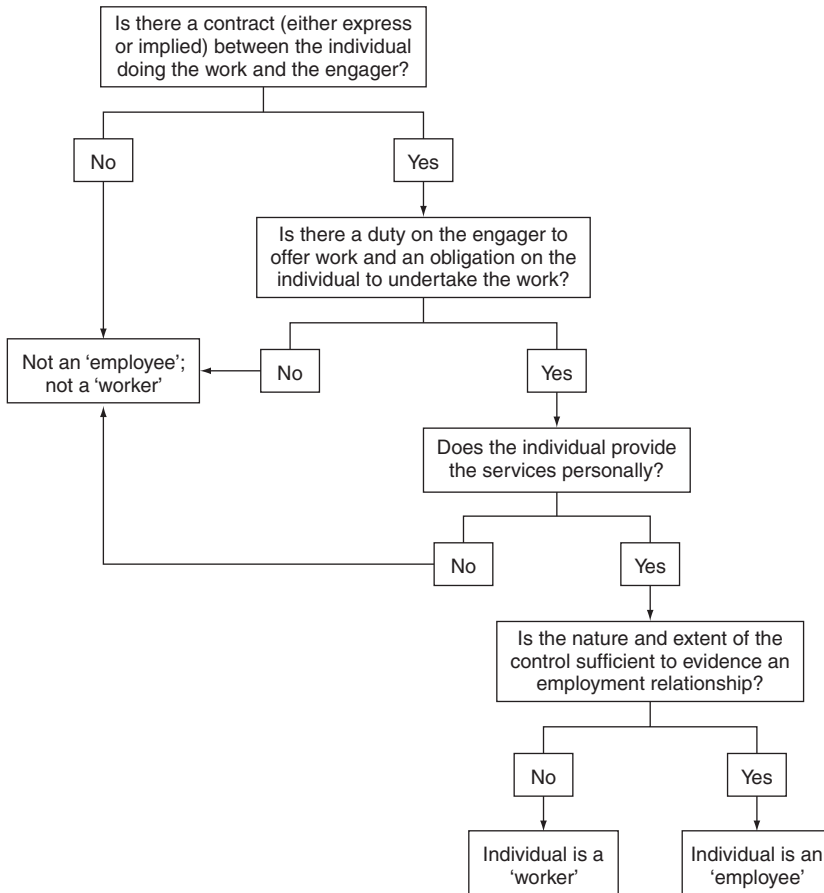 Is there a contract (either express
or implied) between the individual
doing the work and the engager?
No
Yes
Is there a duty on the engager to
offer work and an obligation on the
individual to undertake the work?
Not an ‘employee’;
not a ‘worker’
No
Yes
Does the individual provide
the services personally?
No
Yes
Is the nature and extent of the
control sufficient to evidence an
employment relationship?
No
Yes
Individual is a
‘worker’
Individual is an
‘employee’